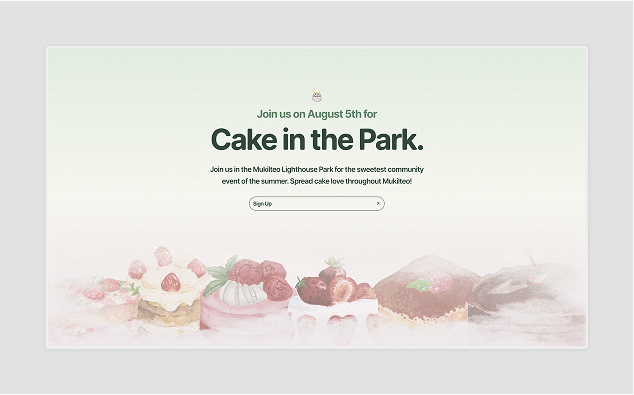 Join us on August 5th for
Cake in the Park.
Join us in the Mukilteo Lighthouse Park for the sweetest community
event of the summer. Spread cake love throughout Mukilteo!
Sign Up